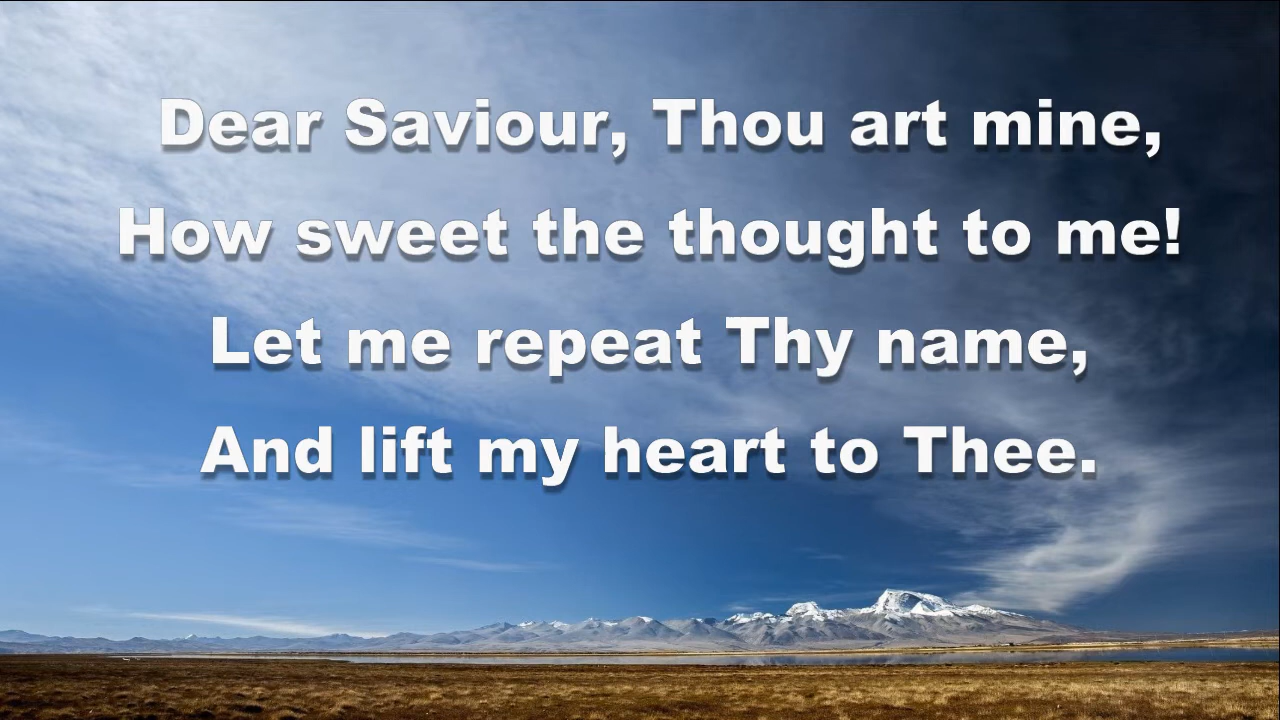 Dear Saviour, Thou art mine,
How sweet the thought to me!
Let me repeat Thy name,
And lift my heart to Thee.